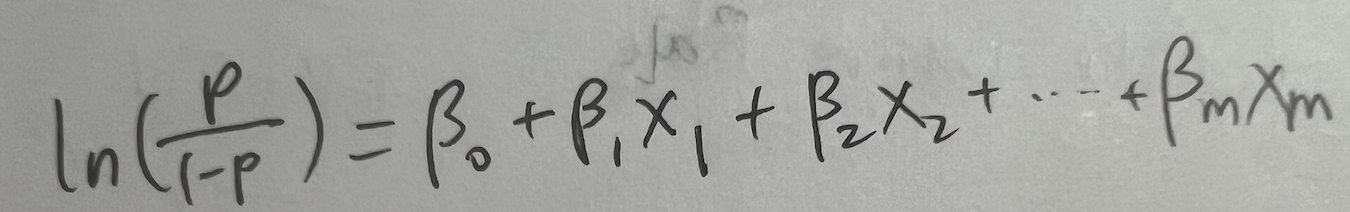 ln(p/(1-p)) = β₀ + β₁x₁ + β₂x₂ + ··· + βₘxₘ